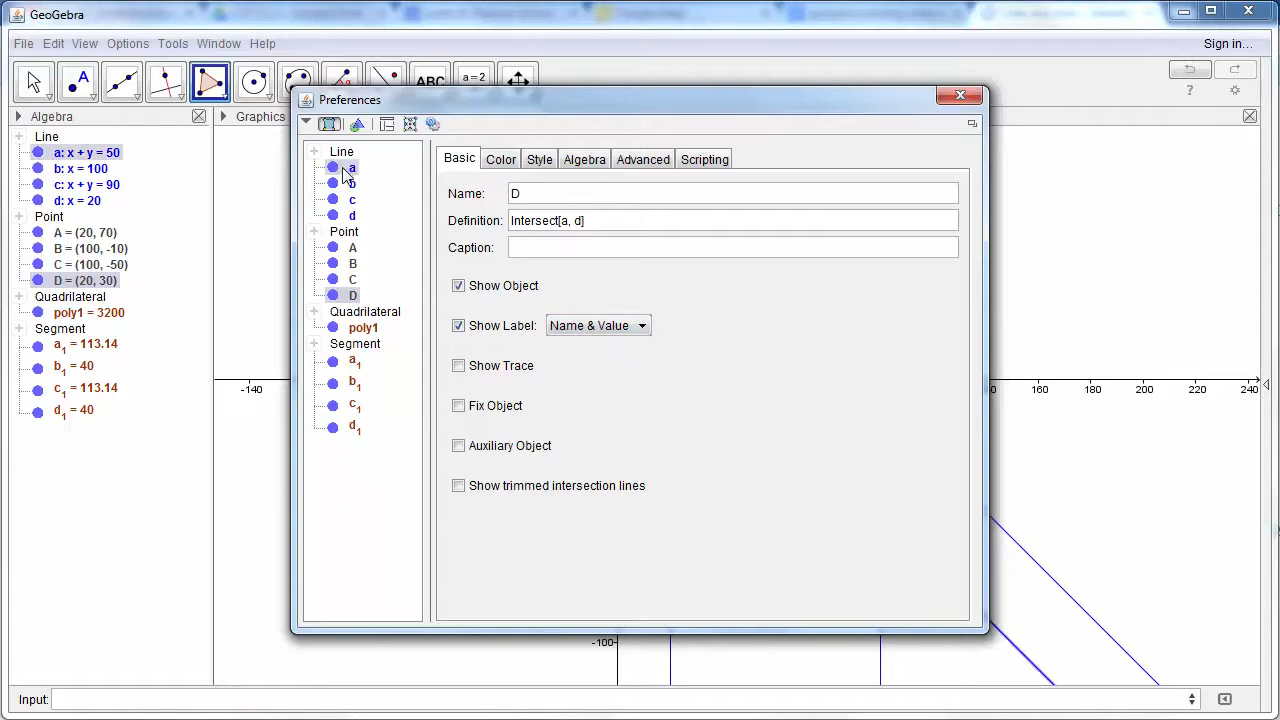 GeoGebra
File Edit View Options Tools Window Help
Sign in...
A
ABC
a = 2
?
Algebra
Graphics
Line
a: x + y = 50
b: x = 100
c: x + y = 90
d: x = 20
Point
A = (20, 70)
B = (100, -10)
C = (100, -50)
D = (20, 30)
Quadrilateral
poly1 = 3200
Segment
a₁ = 113.14
b₁ = 40
c₁ = 113.14
d₁ = 40
Preferences
Line
a
b
c
d
Point
A
B
C
D
Quadrilateral
poly1
Segment
a₁
b₁
c₁
d₁
Basic Color Style Algebra Advanced Scripting
Name: D
Definition: Intersect[a, d]
Caption:
Show Object
Show Label: Name & Value
Show Trace
Fix Object
Auxiliary Object
Show trimmed intersection lines
-140
160 180 200 220 240
-100
Input: